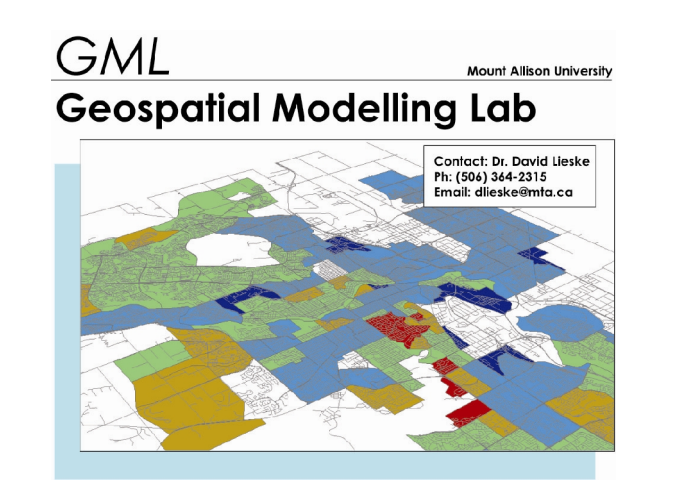 GML
Mount Allison University
Geospatial Modelling Lab
Contact: Dr. David Lieske
Ph: (506) 364-2315
Email: dlieske@mta.ca